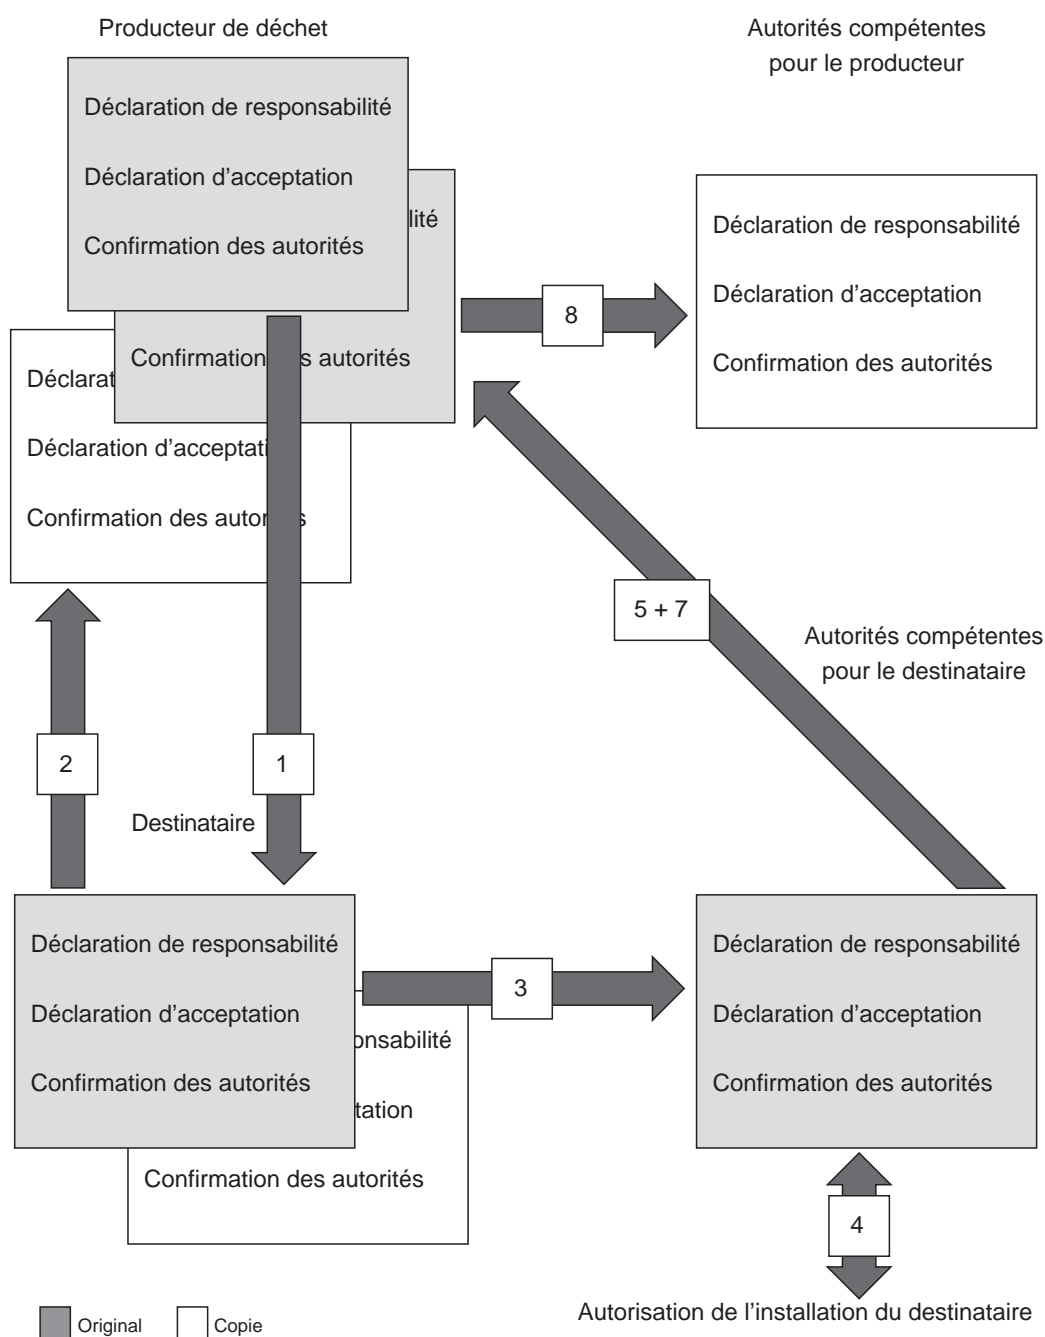 Producteur de déchet
Autorités compétentes
pour le producteur
Déclaration de responsabilité
Déclaration d'acceptation
Confirmation des autorités
lité
Confirmation s autorités
Déclarat
Déclaration d'acceptati
Confirmation des autor s
8
Déclaration de responsabilité
Déclaration d'acceptation
Confirmation des autorités
5 + 7
Autorités compétentes
pour le destinataire
2
1
Destinataire
Déclaration de responsabilité
Déclaration d'acceptation
Confirmation des autorités
onsabilité
tation
Confirmation des autorités
3
Déclaration de responsabilité
Déclaration d'acceptation
Confirmation des autorités
4
Autorisation de l'installation du destinataire
Original
Copie